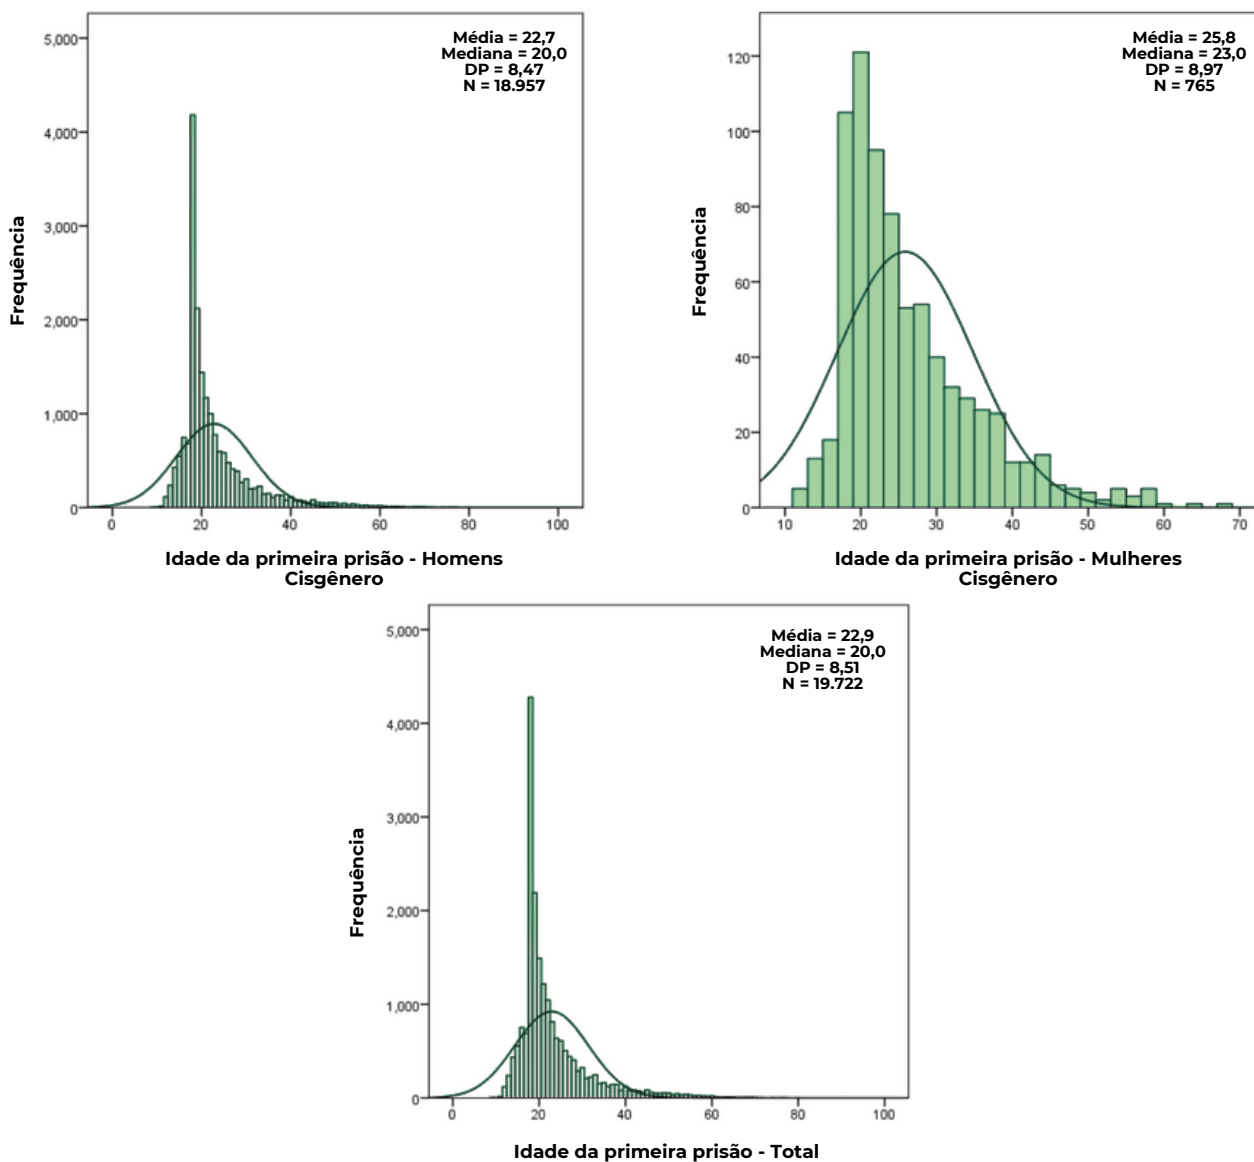 5,000
4,000
3,000
2,000
1,000
0
Frequência
Média = 22,7
Mediana = 20,0
DP = 8,47
N = 18.957
0 20 40 60 80 100
Idade da primeira prisão - Homens
Cisgênero
120
100
80
60
40
20
0
Frequência
Média = 25,8
Mediana = 23,0
DP = 8,97
N = 765
10 20 30 40 50 60 70
Idade da primeira prisão - Mulheres
Cisgênero
5,000
4,000
3,000
2,000
1,000
0
Frequência
Média = 22,9
Mediana = 20,0
DP = 8,51
N = 19.722
0 20 40 60 80 100
Idade da primeira prisão - Total